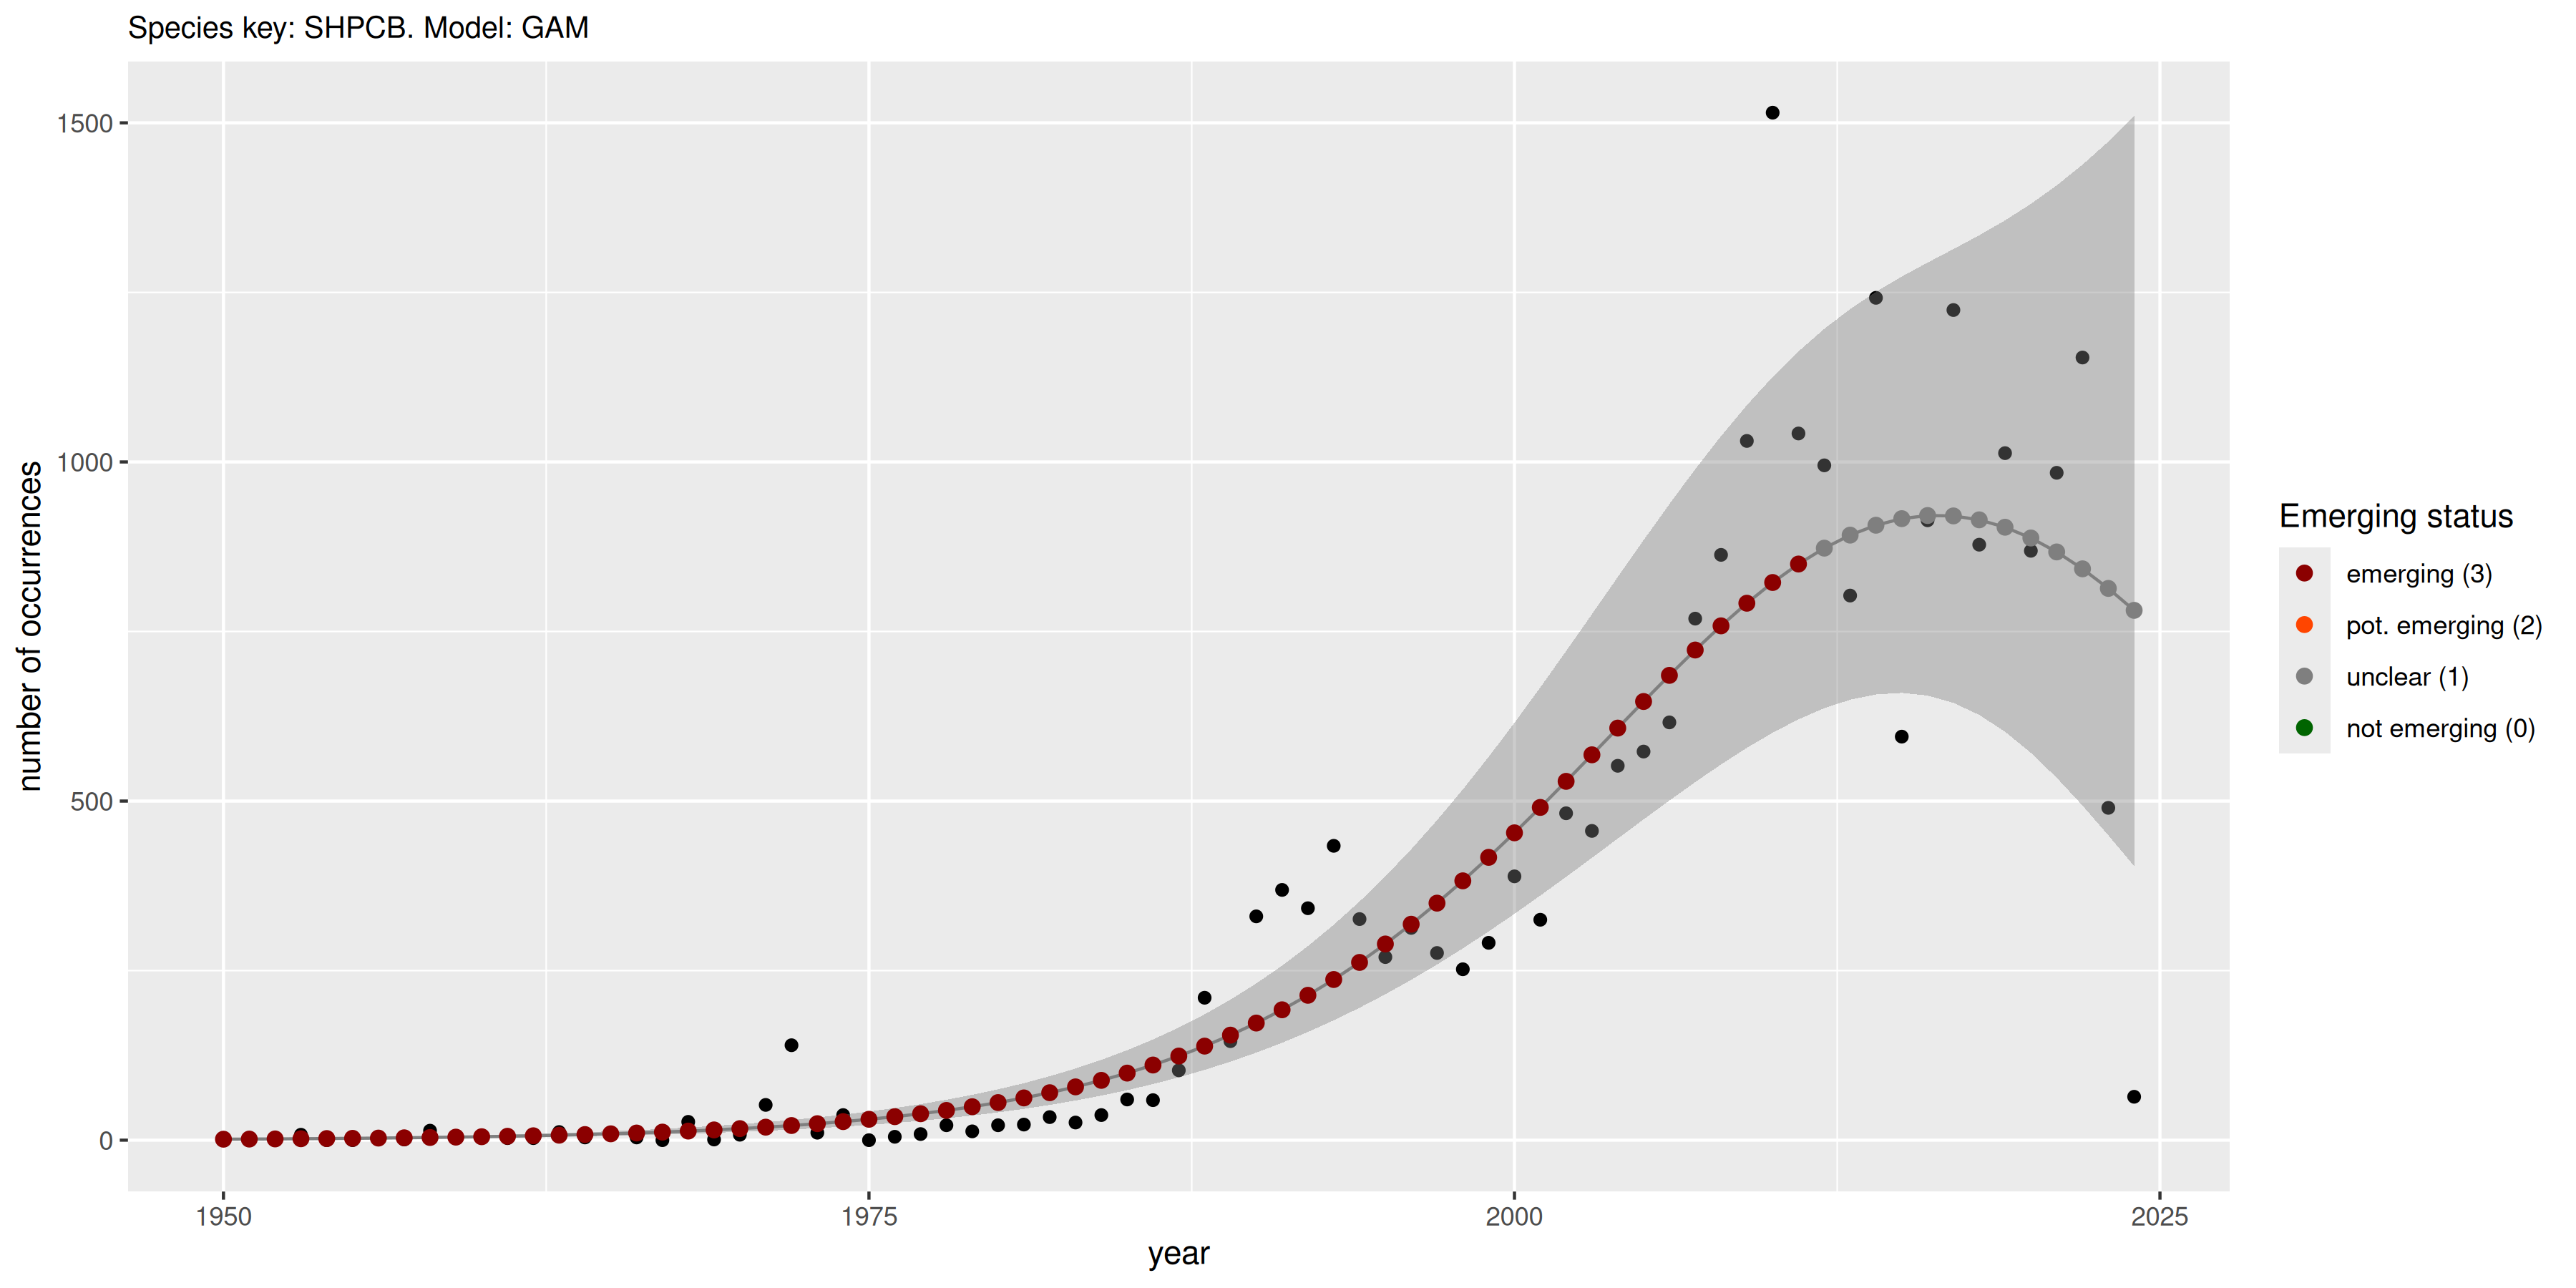 Species key: SHPCB. Model: GAM
1500
1000
500
0
number of occurrences
1950
1975
2000
2025
year
Emerging status
emerging (3)
pot. emerging (2)
unclear (1)
not emerging (0)